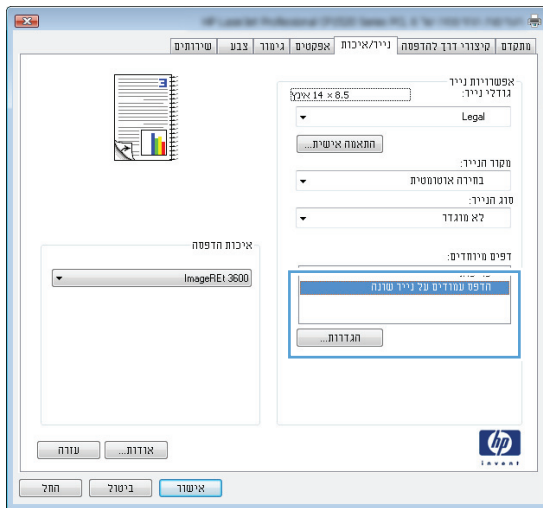 מתקדם קיצורי דרך להדפסה נייר/איכות אפקטים גימור צבע שירותים
אפשרויות נייר
גודלי נייר:
8.5 × 14 אינץ
Legal
התאמה אישית...
מקור הנייר:
בחירה אוטומטית
סוג הנייר:
לא מוגדר
דפים מיוחדים:
הדפס עמודים על נייר שונה
הגדרות...
איכות הדפסה
ImageREt 3600
3
hp
invent
אודות... עזרה
אישור ביטול החל